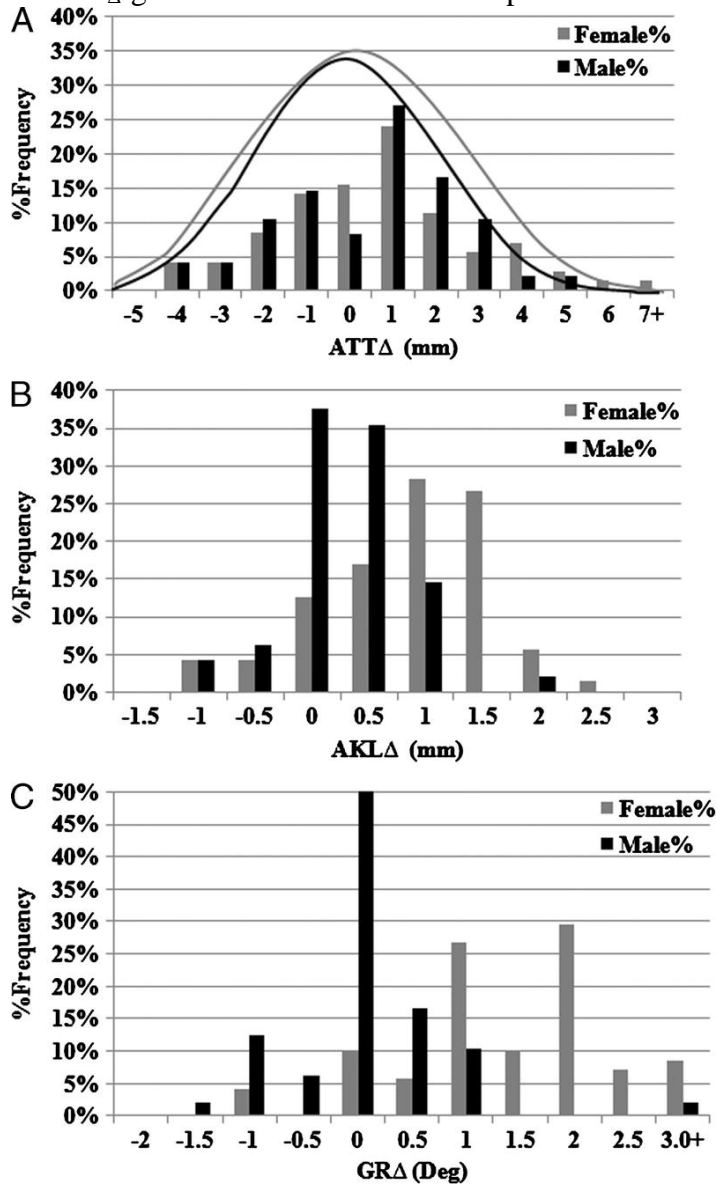 A
40%
35%
30%
25%
20%
15%
10%
5%
0%
%Frequency
Female%
Male%
-5 -4 -3 -2 -1 0 1 2 3 4 5 6 7+
ATTΔ (mm)
B
40%
35%
30%
25%
20%
15%
10%
5%
0%
%Frequency
Female%
Male%
-1.5 -1 -0.5 0 0.5 1 1.5 2 2.5 3
AKLΔ (mm)
C
50%
45%
40%
35%
30%
25%
20%
15%
10%
5%
0%
%Frequency
Female%
Male%
-2 -1.5 -1 -0.5 0 0.5 1 1.5 2 2.5 3.0+
GRΔ (Deg)